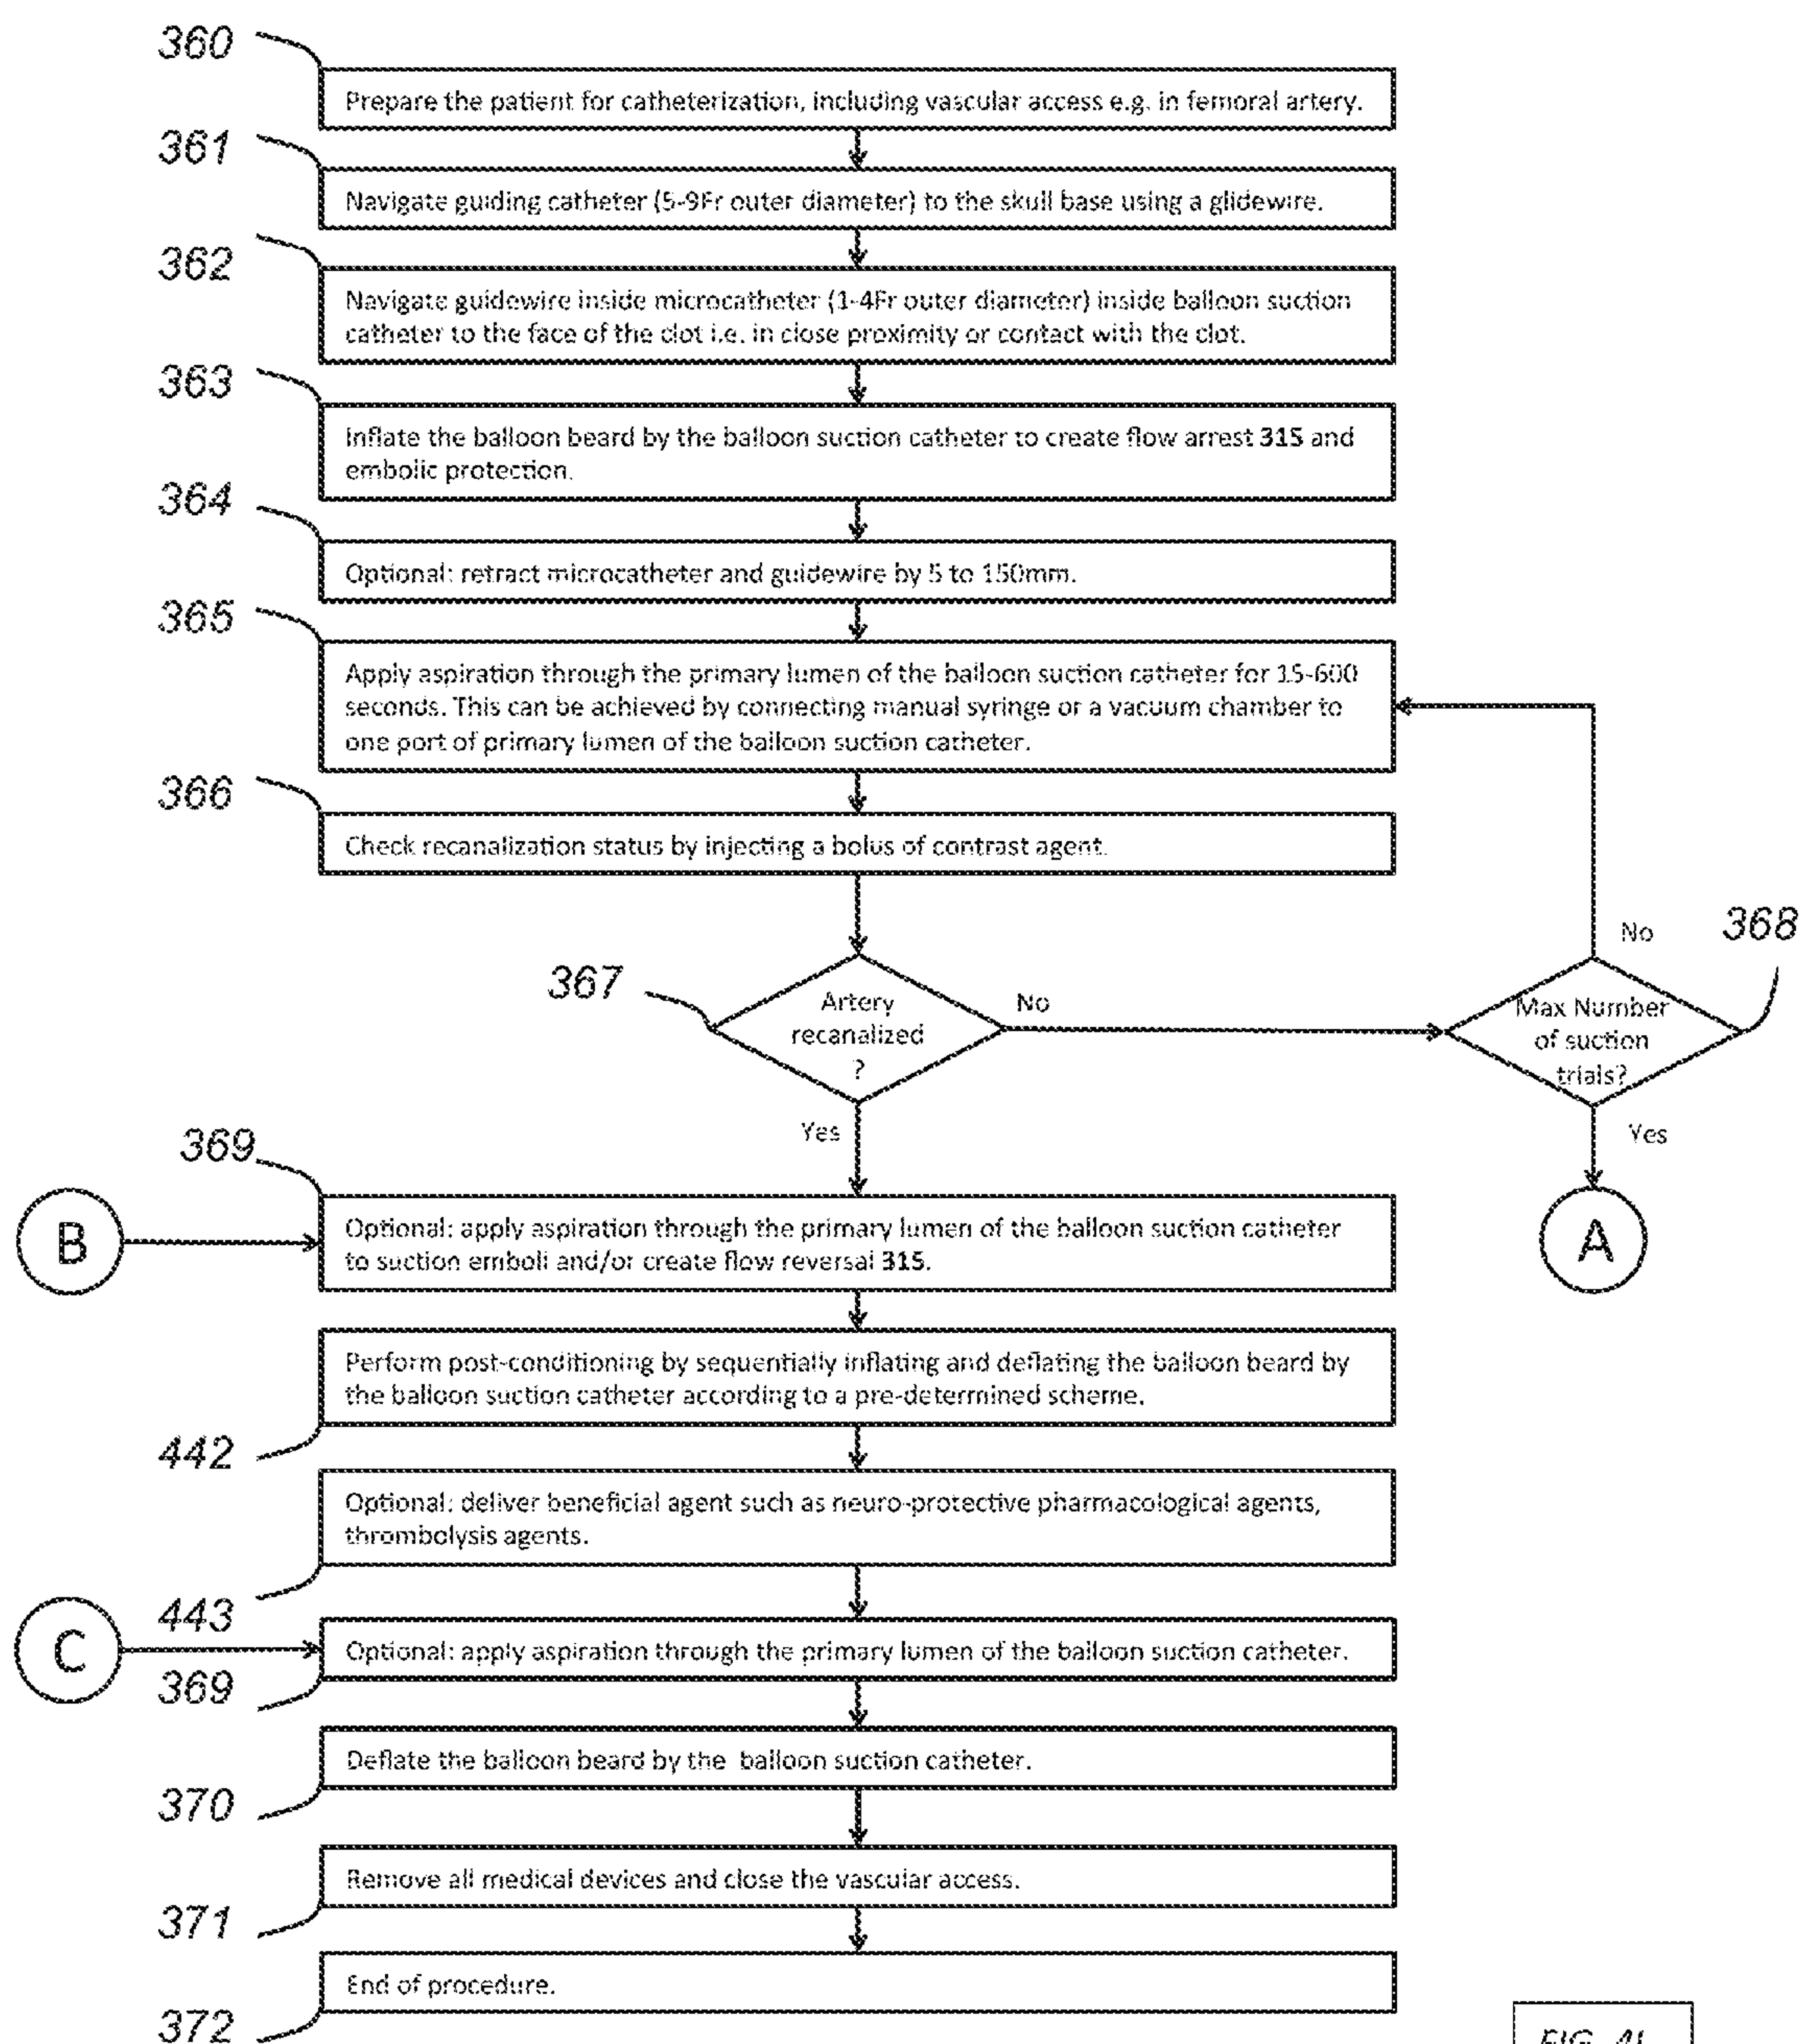 360
Prepare the patient for catheterization, including vascular access e.g. in femoral artery.
361
Navigate guiding catheter (5-9Fr outer diameter) to the skull base using a glidewire.
362
Navigate guidewire inside microcatheter (1-4Fr outer diameter) inside balloon suction
catheter to the face of the clot i.e. in close proximity or contact with the clot.
363
Inflate the balloon beard by the balloon suction catheter to create flow arrest 315 and
embolic protection.
364
Optional: retract microcatheter and guidewire by 5 to 150mm.
365
Apply aspiration through the primary lumen of the balloon suction catheter for 15-600
seconds. This can be achieved by connecting manual syringe or a vacuum chamber to
one port of primary lumen of the balloon suction catheter.
366
Check recanalization status by injecting a bolus of contrast agent.
367
Artery
recanalized
?
No
Yes
368
Max Number
of suction
trials?
No
Yes
A
369
B
Optional: apply aspiration through the primary lumen of the balloon suction catheter
to suction emboli and/or create flow reversal 315.
Perform post-conditioning by sequentially inflating and deflating the balloon beard by
the balloon suction catheter according to a pre-determined scheme.
442
Optional: deliver beneficial agent such as neuro-protective pharmacological agents,
thrombolysis agents.
443
C
Optional: apply aspiration through the primary lumen of the balloon suction catheter.
369
Deflate the balloon beard by the balloon suction catheter.
370
Remove all medical devices and close the vascular access.
371
End of procedure.
372
FIG.